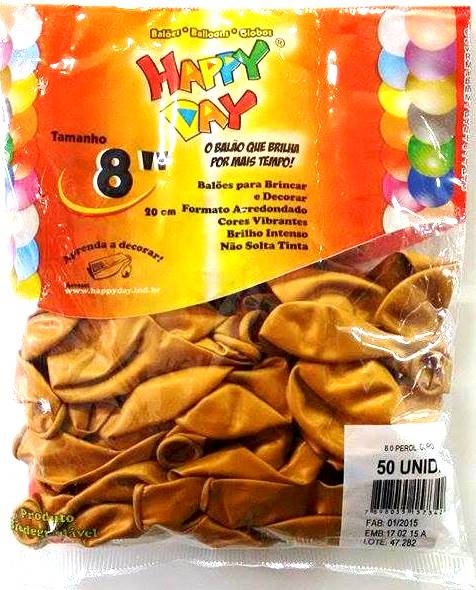 Balões • Balloons • Globos
HAPPY DAY®
O BALÃO QUE BRILHA
POR MAIS TEMPO!
Tamanho
8"
20 cm
Balões para Brincar
e Decorar
Formato Arredondado
Cores Vibrantes
Brilho Intenso
Não Solta Tinta
Aprenda a decorar!
www.happyday.ind.br
Produto
Biodegradável
50 UNID.
FAB: 01/2015
EMB:17 02 15 A
LOTE: 47.282